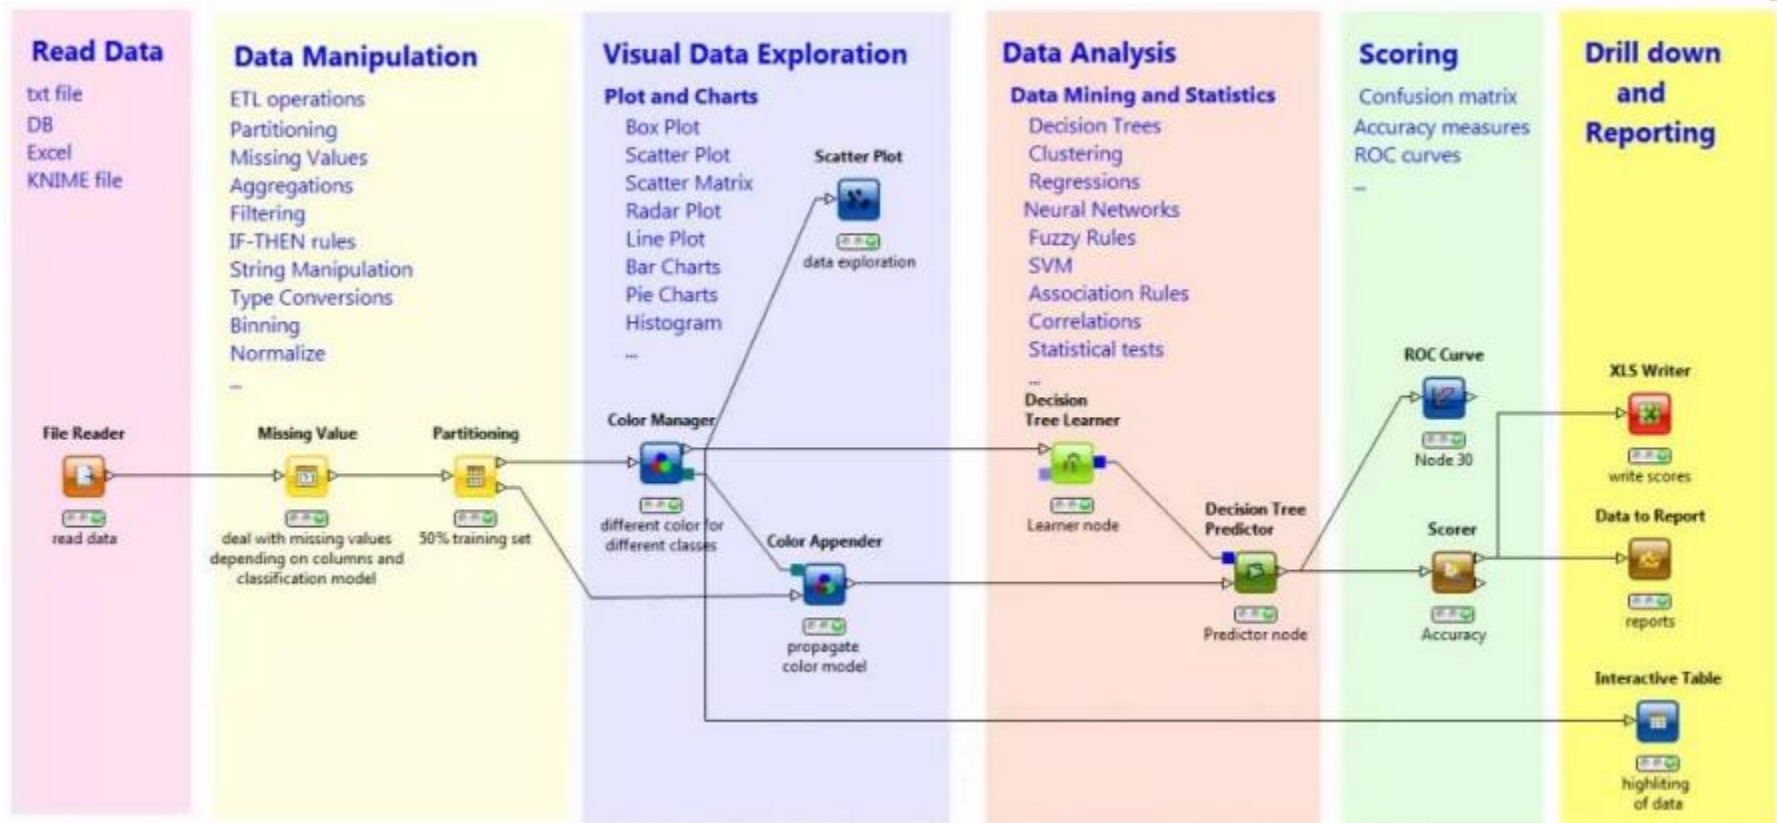 Read Data
txt file
DB
Excel
KNIME file
Data Manipulation
ETL operations
Partitioning
Missing Values
Aggregations
Filtering
IF-THEN rules
String Manipulation
Type Conversions
Binning
Normalize
...
Visual Data Exploration
Plot and Charts
Box Plot
Scatter Plot
Scatter Matrix
Radar Plot
Line Plot
Bar Charts
Pie Charts
Histogram
...
Data Analysis
Data Mining and Statistics
Decision Trees
Clustering
Regressions
Neural Networks
Fuzzy Rules
SVM
Association Rules
Correlations
Statistical tests
...
Scoring
Confusion matrix
Accuracy measures
ROC curves
...
Drill down
and
Reporting
File Reader
read data
Missing Value
deal with missing values
depending on columns and
classification model
Partitioning
50% training set
Color Manager
different color for
different classes
Scatter Plot
data exploration
Color Appender
propagate
color model
Decision
Tree Learner
Learner node
Decision Tree
Predictor
Predictor node
ROC Curve
Node 30
Scorer
Accuracy
XLS Writer
write scores
Data to Report
reports
Interactive Table
highliting
of data